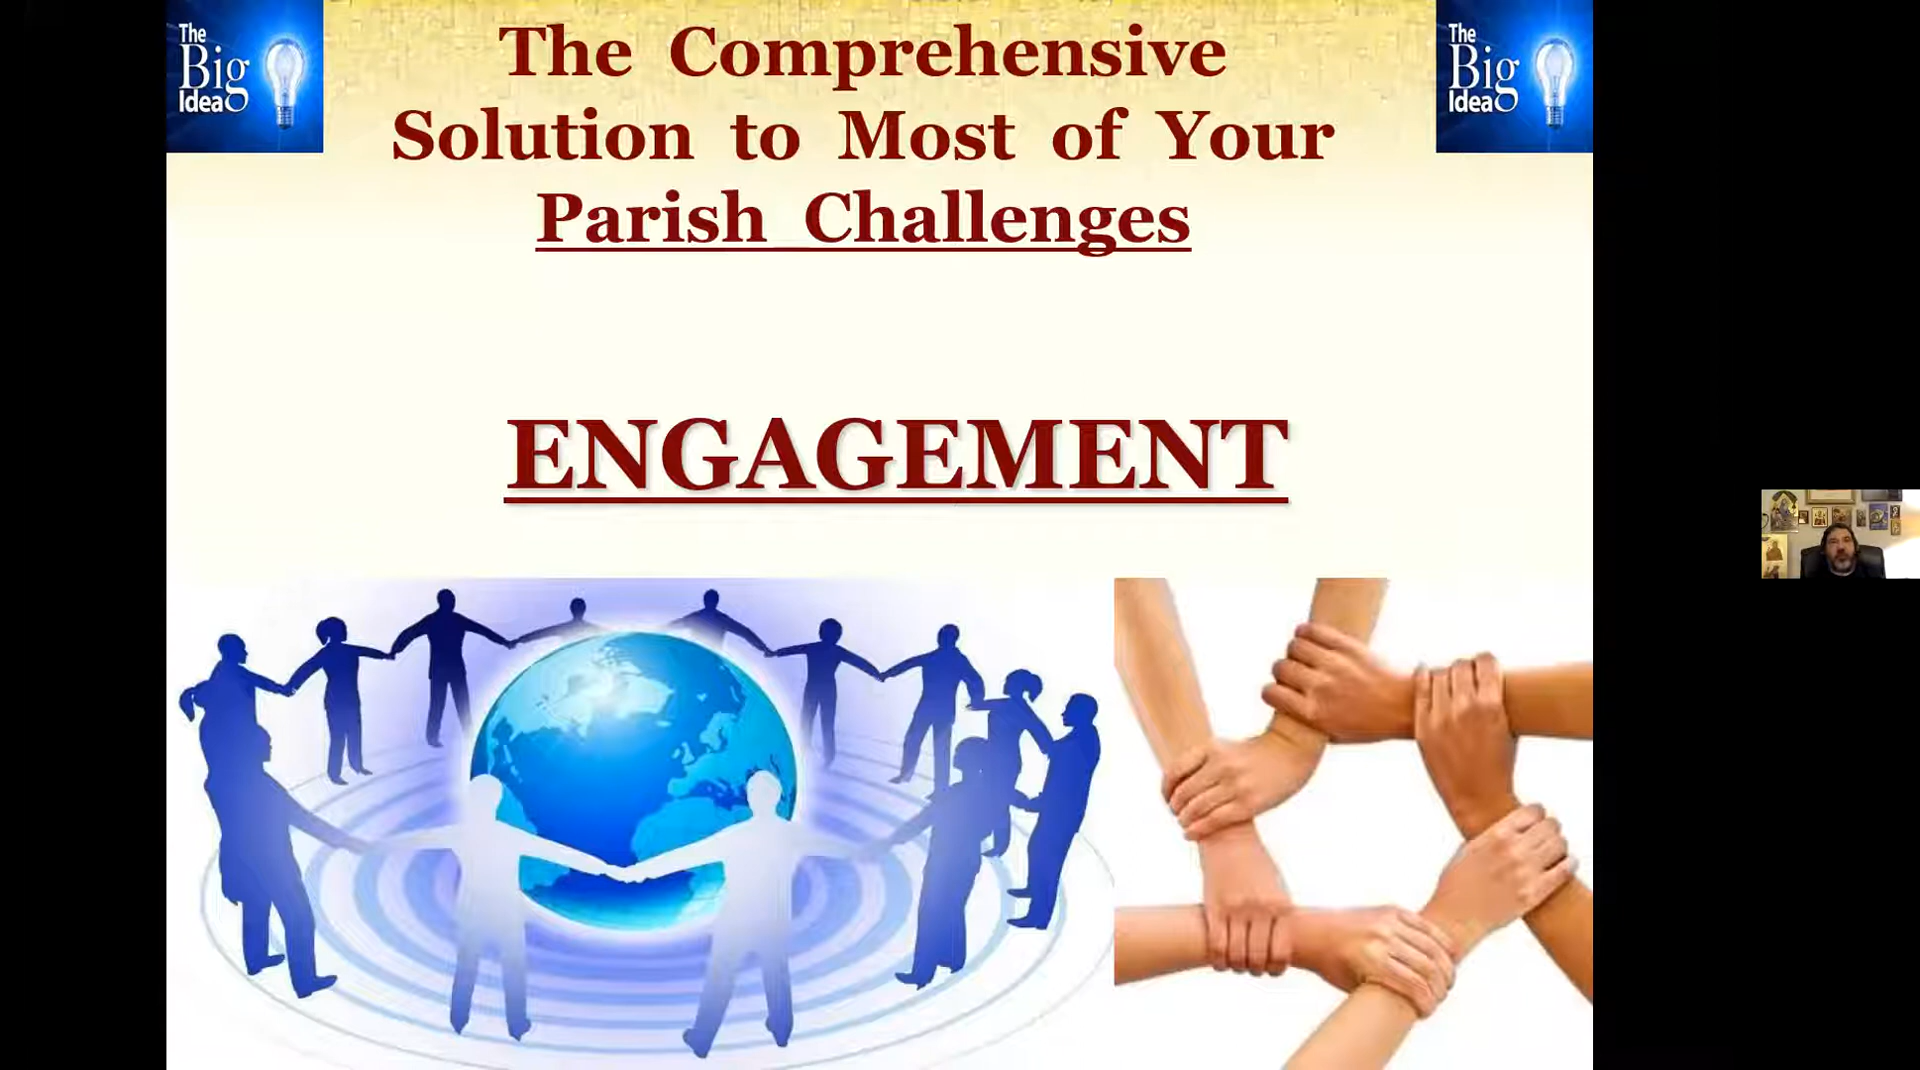 The
Big
Idea
The Comprehensive
Solution to Most of Your
Parish Challenges
The
Big
Idea
ENGAGEMENT